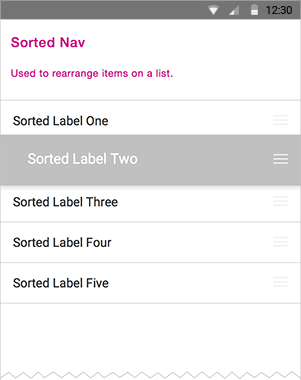 12:30
Sorted Nav
Used to rearrange items on a list.
Sorted Label One
Sorted Label Two
Sorted Label Three
Sorted Label Four
Sorted Label Five